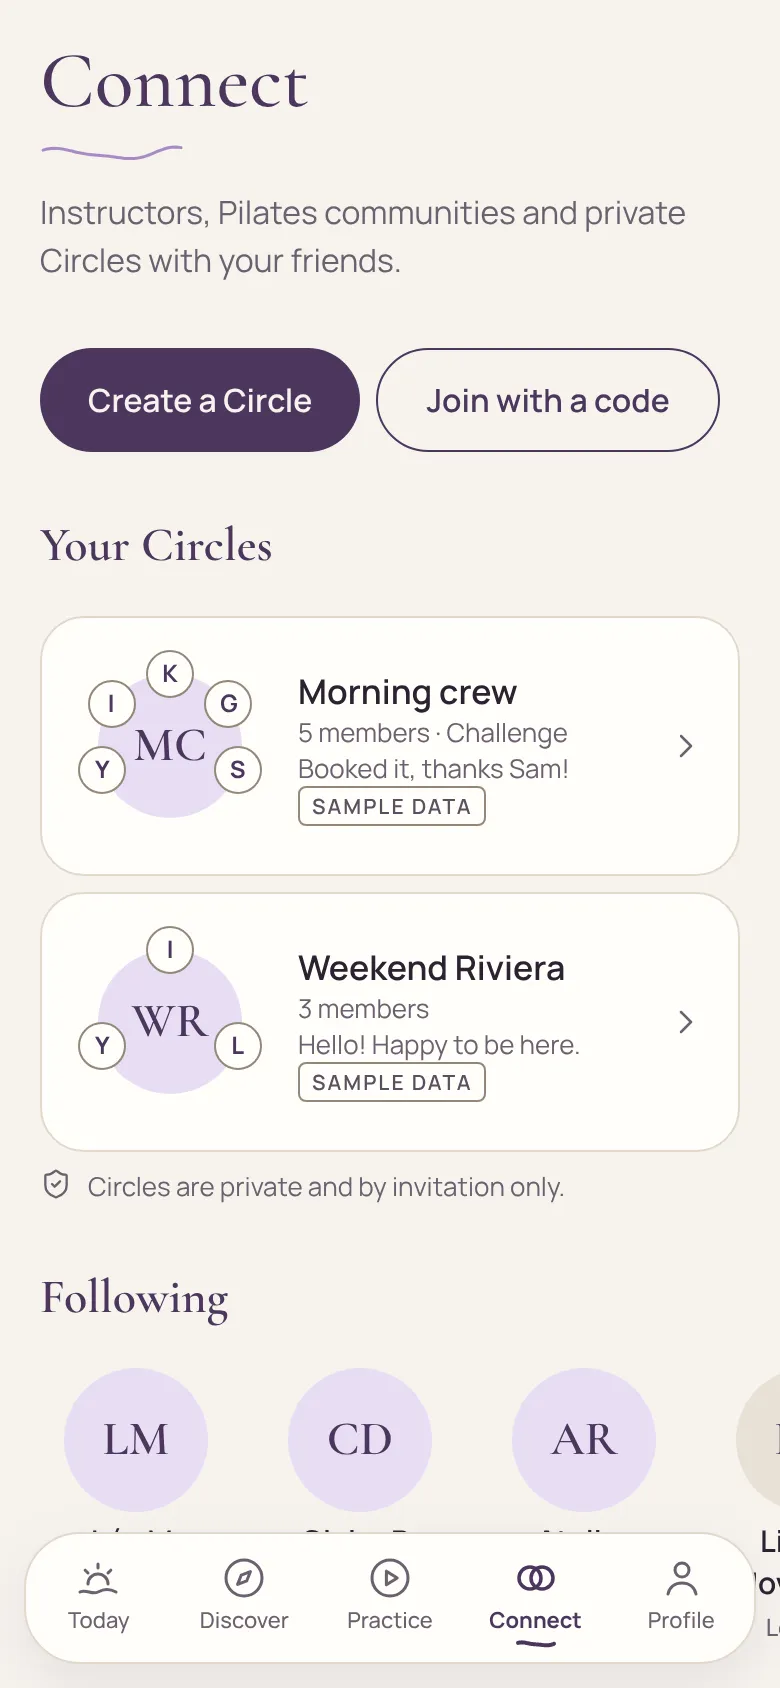 Connect
Instructors, Pilates communities and private
Circles with your friends.
Create a Circle
Join with a code
Your Circles
K
I
G
MC
Y
S
Morning crew
5 members · Challenge
Booked it, thanks Sam!
SAMPLE DATA
I
WR
Y
L
Weekend Riviera
3 members
Hello! Happy to be here.
SAMPLE DATA
Circles are private and by invitation only.
Following
LM
CD
AR
Li
Today
Discover
Practice
Connect
Profile